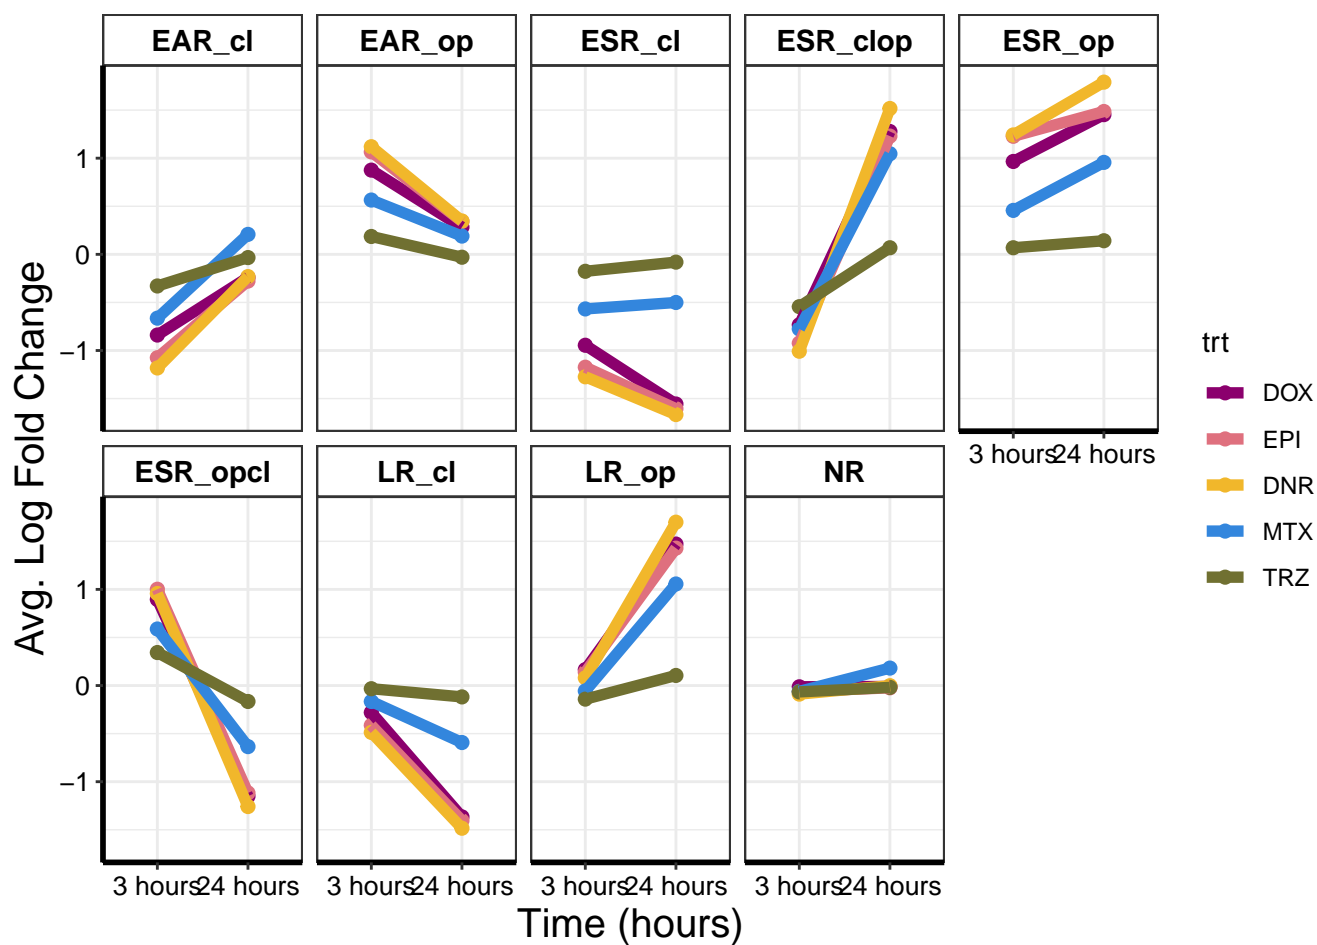 EAR_cl
EAR_op
ESR_cl
ESR_clop
ESR_op
1
0
−1
3 hours
24 hours
ESR_opcl
LR_cl
LR_op
NR
1
0
−1
3 hours
24 hours
3 hours
24 hours
3 hours
24 hours
3 hours
24 hours
Time (hours)
Avg. Log Fold Change
trt
DOX
EPI
DNR
MTX
TRZ